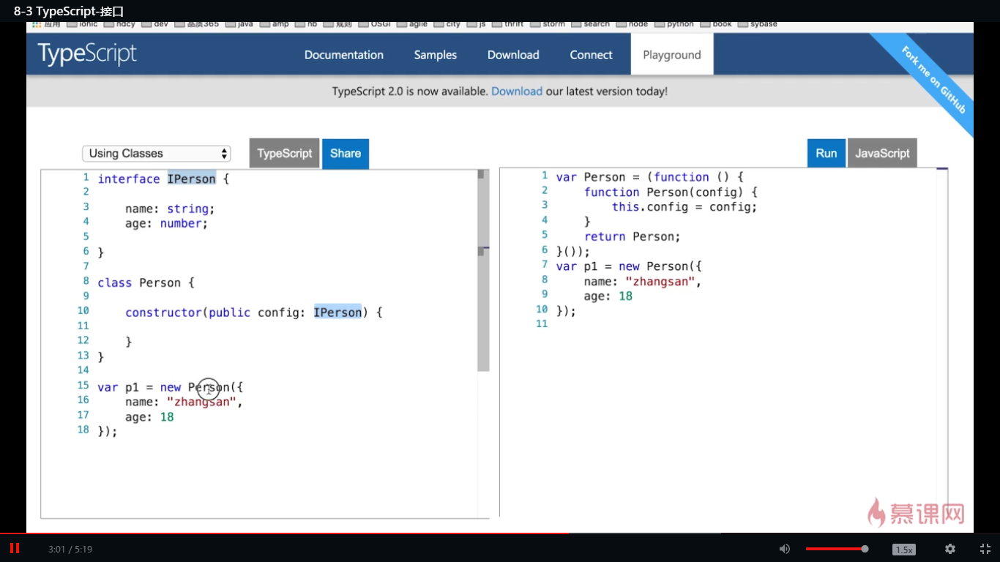 8-3 TypeScript-接口
应用 ionic hdcy dev 品质365 java amp nb 规则 OSGI agile city js thrift storm search node python book sybase
TypeScript
Documentation Samples Download Connect Playground
Fork me on GitHub
TypeScript 2.0 is now available. Download our latest version today!
Using Classes TypeScript Share
Run JavaScript
1 interface IPerson {
2
3 name: string;
4 age: number;
5
6 }
7
8 class Person {
9
10 constructor(public config: IPerson) {
11
12 }
13 }
14
15 var p1 = new Person({
16 name: "zhangsan",
17 age: 18
18 });
1 var Person = (function () {
2 function Person(config) {
3 this.config = config;
4 }
5 return Person;
6 }());
7 var p1 = new Person({
8 name: "zhangsan",
9 age: 18
10 });
11
慕课网
3:01 / 5:19
1.5x